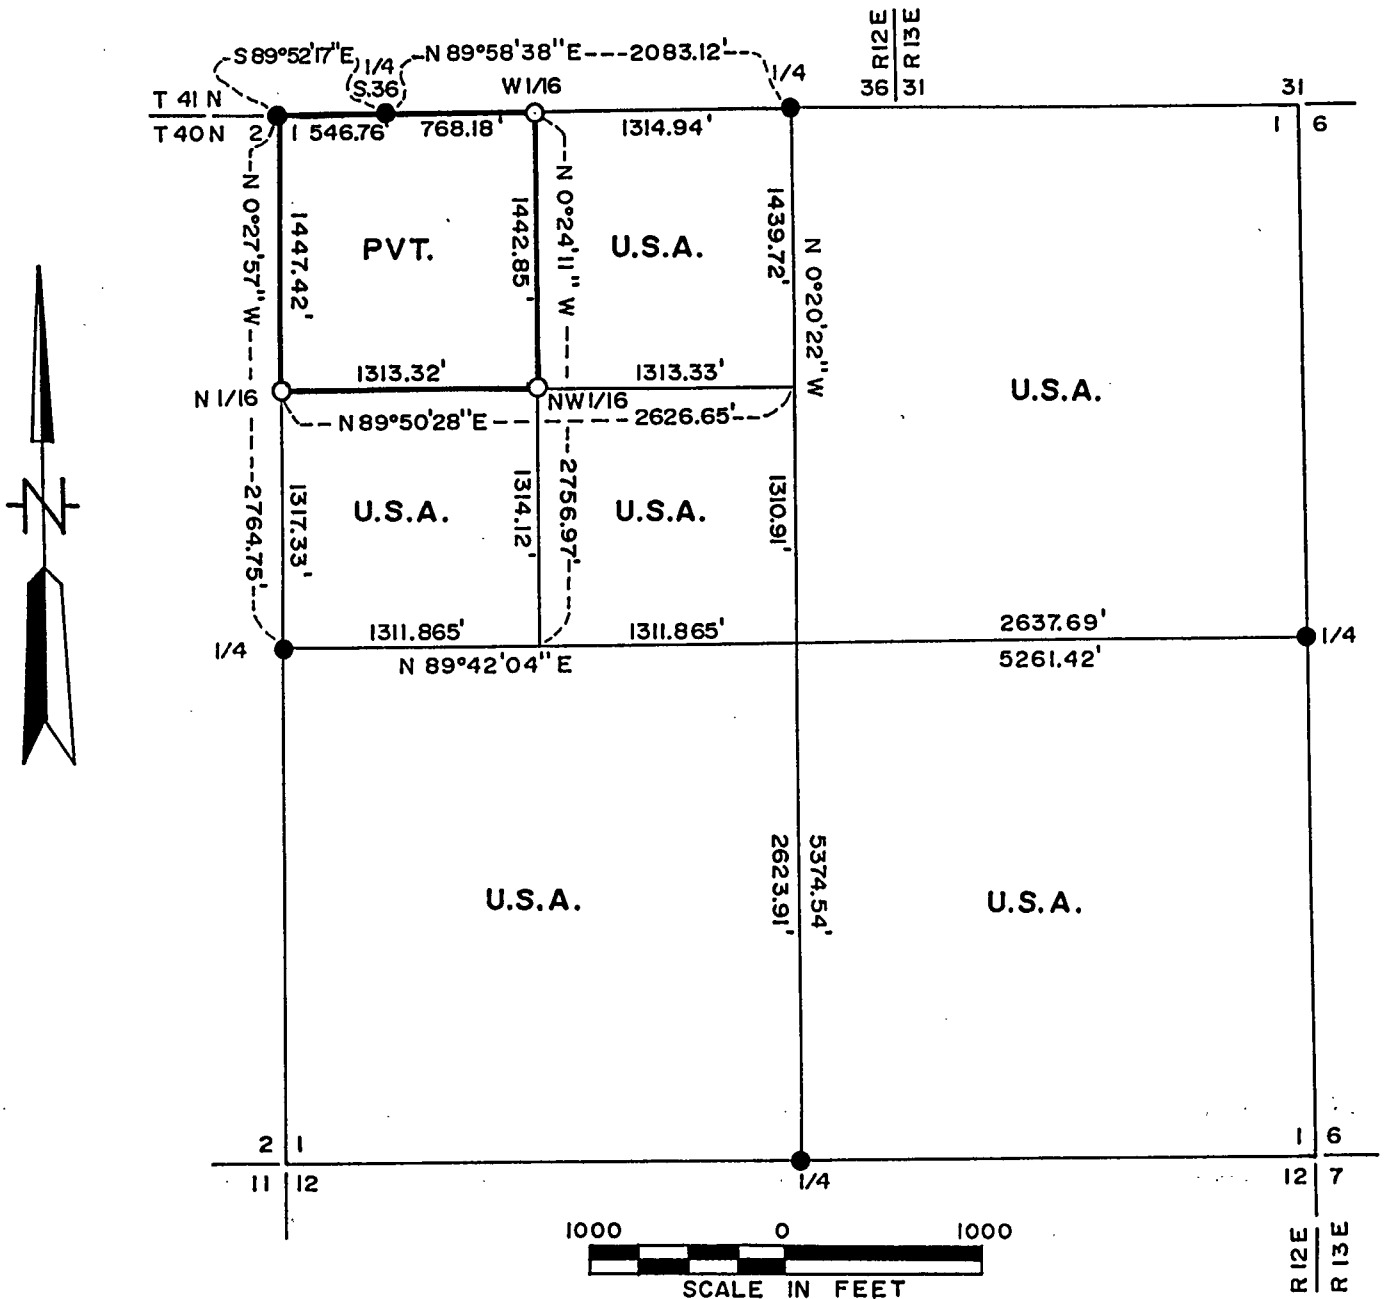 R12E R13E
S 89°52'17"E
N 89°58'38"E 2083.12'
1/4
S.36
W 1/16
1/4
36 31
31
T 41 N
T 40 N
2 1
546.76'
768.18'
1314.94'
1 6
N 0°27'57" W
2764.75'
1447.42'
PVT.
1442.85'
N 0°24'11" W
2756.97'
U.S.A.
1439.72'
N 0°20'22" W
U.S.A.
1313.32'
1313.33'
N 1/16
NW 1/16
N 89°50'28" E 2626.65'
N
1317.33'
U.S.A.
1314.12'
U.S.A.
1310.91'
1/4
1311.865'
1311.865'
2637.69'
1/4
N 89°42'04" E
5261.42'
2623.91'
5374.54'
U.S.A.
U.S.A.
2 1
1 6
11 12
1/4
12 7
1000 0 1000
SCALE IN FEET
R12E R13E